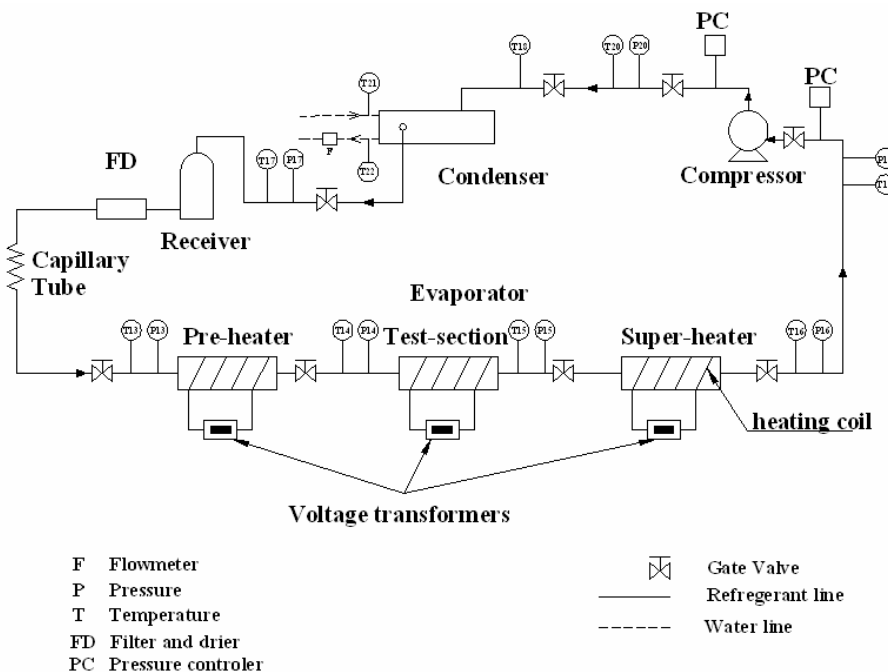 PC
T18
T20
P20
PC
T21
F
T22
FD
T17
P17
Condenser
Compressor
Receiver
Capillary
Tube
Evaporator
T13
P13
Pre-heater
T14
P14
Test-section
T15
P15
Super-heater
T16
P16
heating coil
Voltage transformers
F Flowmeter
P Pressure
T Temperature
FD Filter and drier
PC Pressure controler
Gate Valve
Refregerant line
Water line